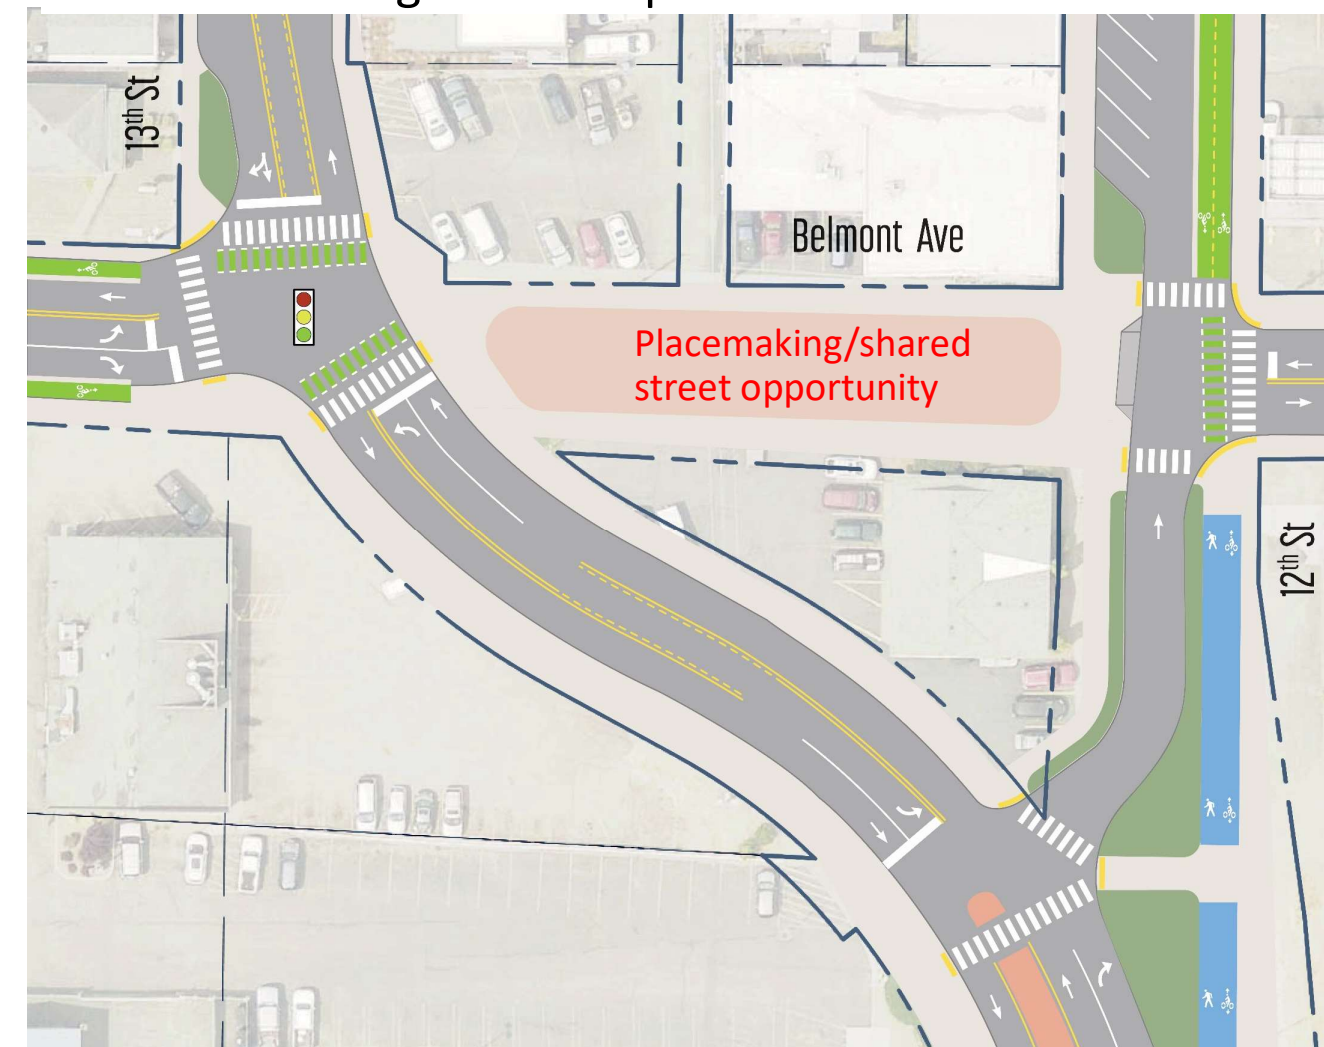 13th St
Belmont Ave
Placemaking/shared
street opportunity
12th St